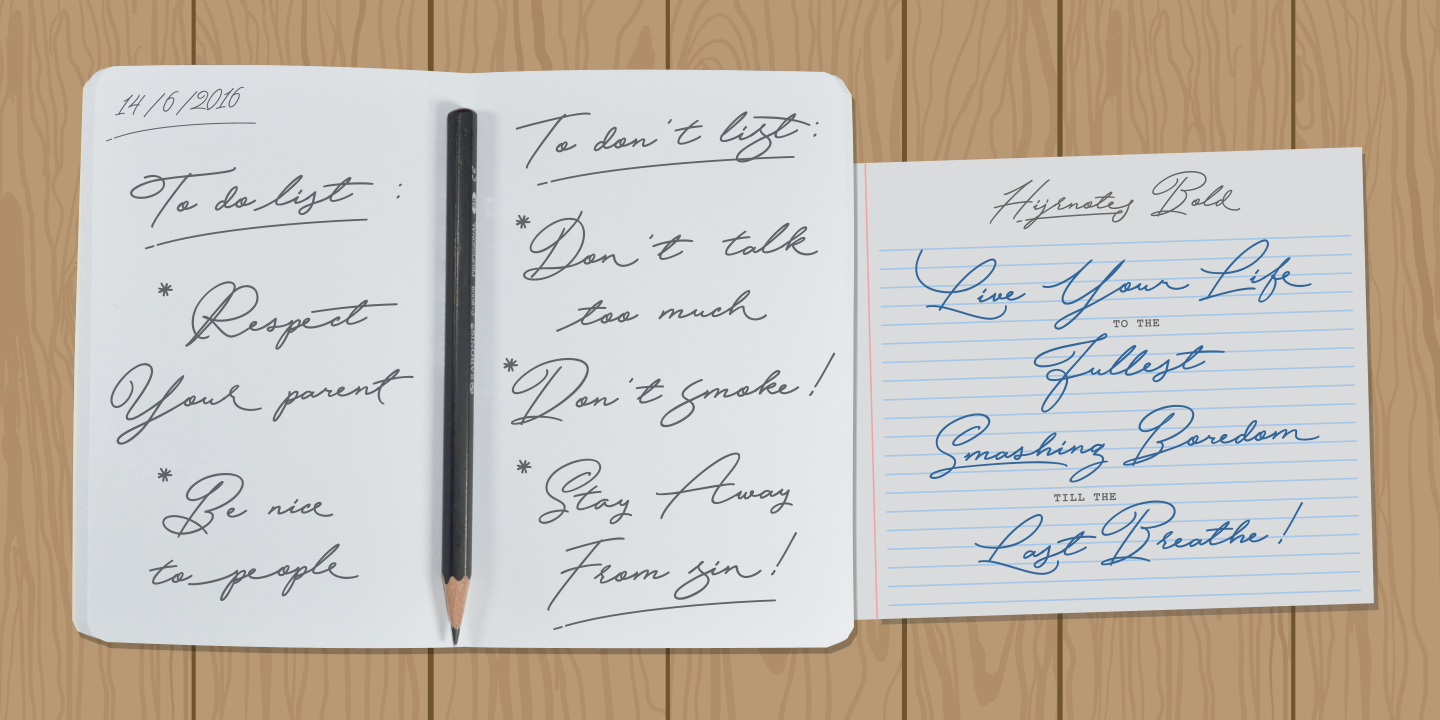 14/6/2016
To do list :
* Respect
Your parent
* Be nice
to people
To don't list :
* Don't talk
too much
* Don't smoke !
* Stay Away
From sin !
Hijrnotes Bold
Live Your Life
TO THE
Fullest
Smashing Boredom
TILL THE
Last Breathe !